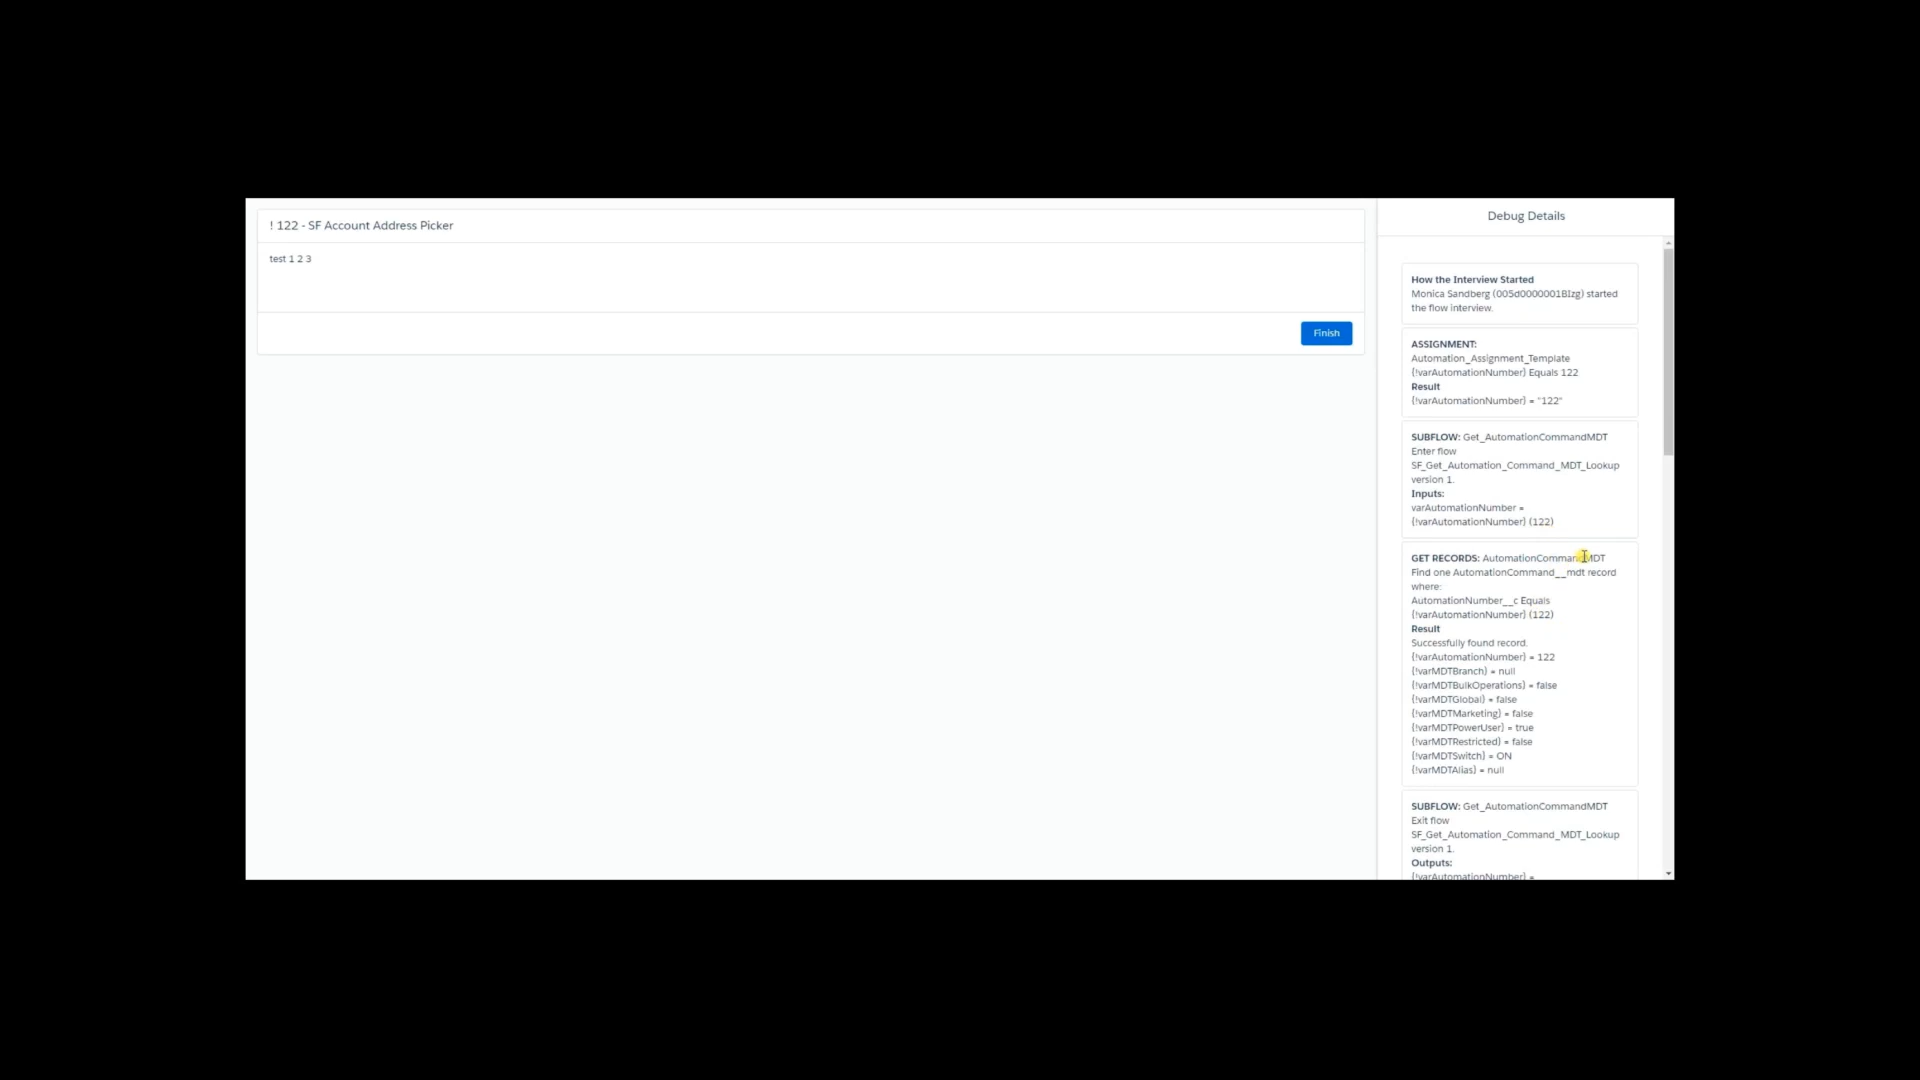 ! 122 - SF Account Address Picker
test 1 2 3
Finish
Debug Details
How the Interview Started
Monica Sandberg (005d0000001BIzg) started
the flow interview.
ASSIGNMENT:
Automation_Assignment_Template
{!varAutomationNumber} Equals 122
Result
{!varAutomationNumber} = "122"
SUBFLOW: Get_AutomationCommandMDT
Enter flow
SF_Get_Automation_Command_MDT_Lookup
version 1.
Inputs:
varAutomationNumber =
{!varAutomationNumber} (122)
GET RECORDS: AutomationCommandMDT
Find one AutomationCommand__mdt record
where:
AutomationNumber__c Equals
{!varAutomationNumber} (122)
Result
Successfully found record.
{!varAutomationNumber} = 122
{!varMDTBranch} = null
{!varMDTBulkOperations} = false
{!varMDTGlobal} = false
{!varMDTMarketing} = false
{!varMDTPowerUser} = true
{!varMDTRestricted} = false
{!varMDTSwitch} = ON
{!varMDTAlias} = null
SUBFLOW: Get_AutomationCommandMDT
Exit flow
SF_Get_Automation_Command_MDT_Lookup
version 1.
Outputs:
{!varAutomationNumber} =